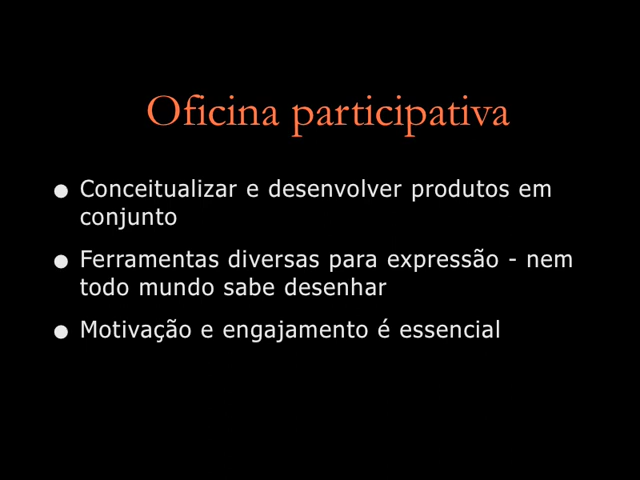 Oficina participativa
● Conceitualizar e desenvolver produtos em
conjunto
● Ferramentas diversas para expressão - nem
todo mundo sabe desenhar
● Motivação e engajamento é essencial